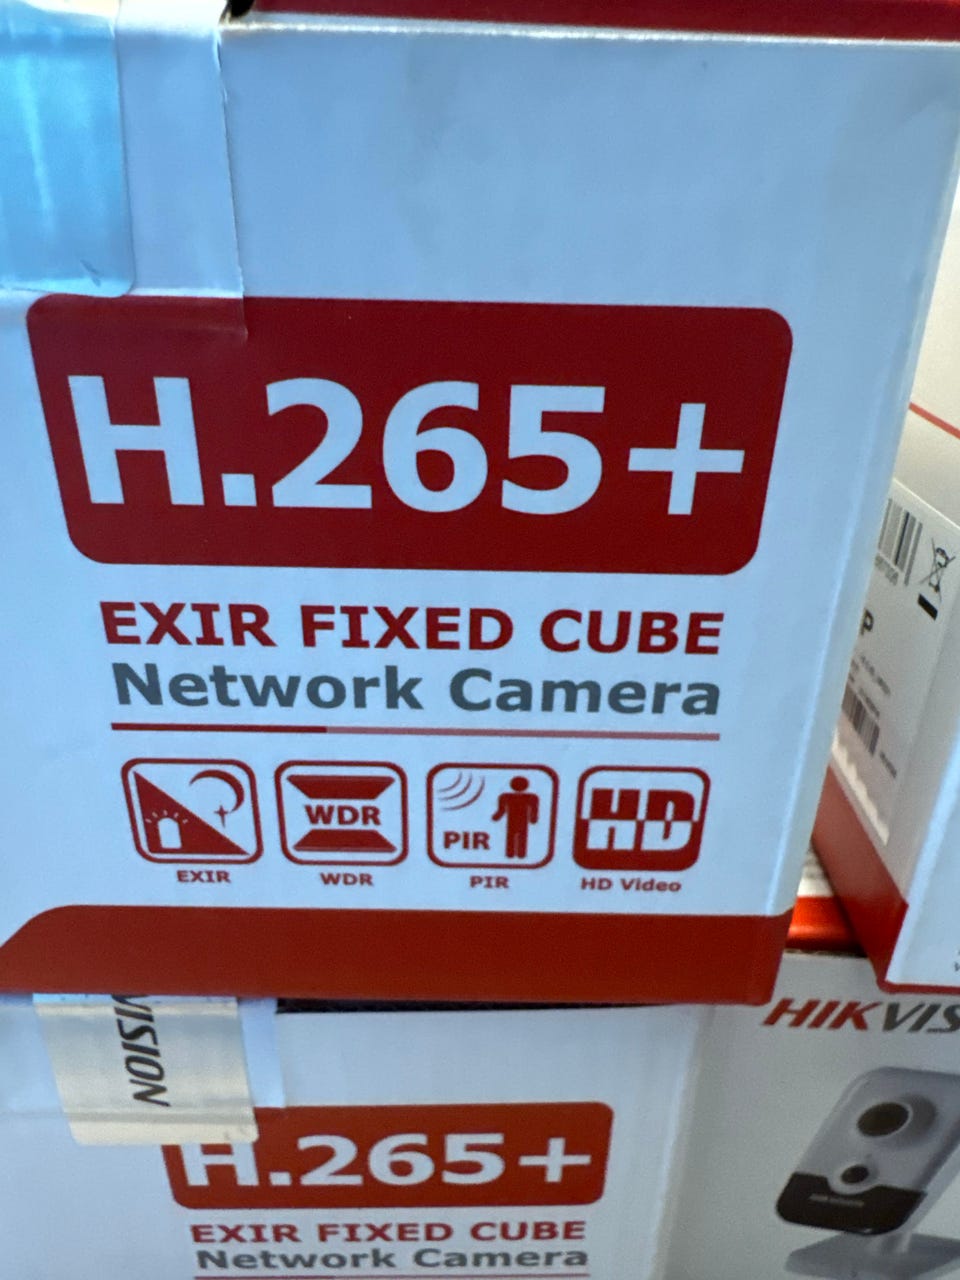 H.265+
EXIR FIXED CUBE
Network Camera
WDR
PIR
HD
EXIR
WDR
PIR
HD Video
P
HIKVIS
VISION
H.265+
EXIR FIXED CUBE
Network Camera